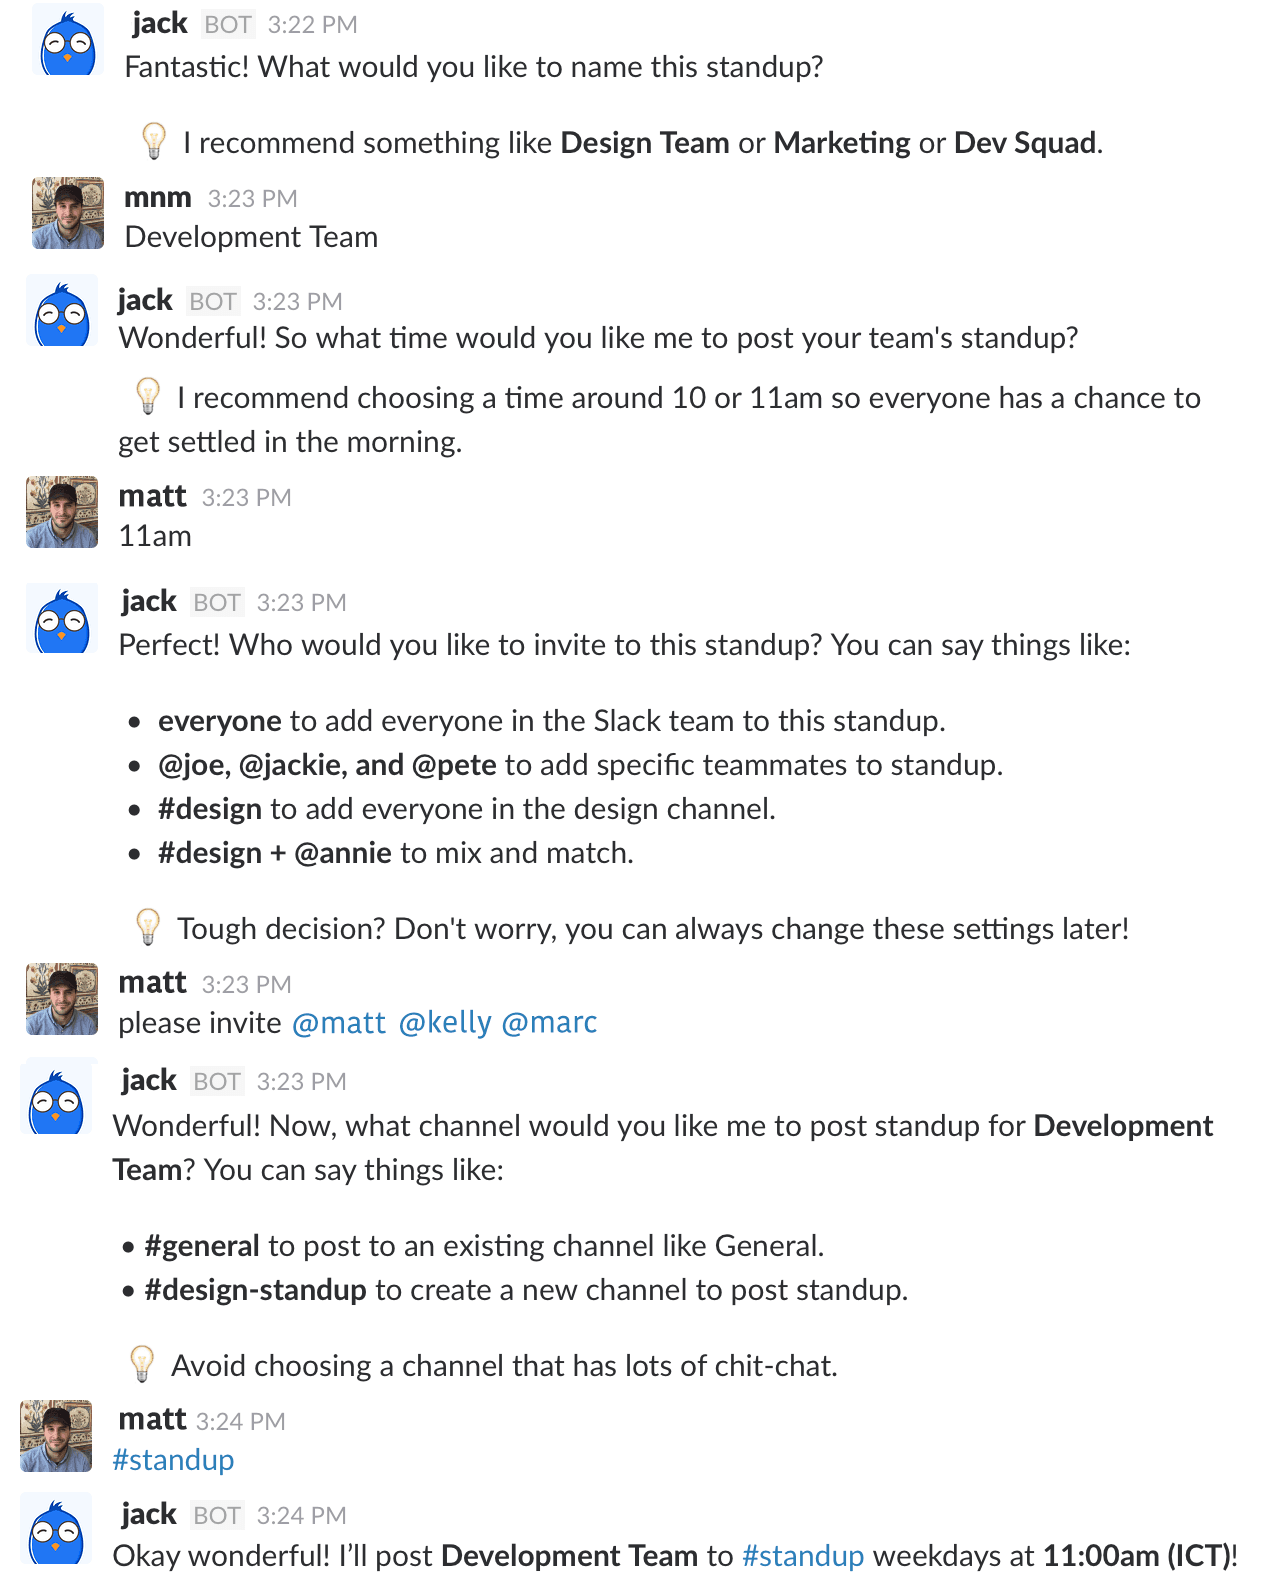 jack BOT 3:22 PM
Fantastic! What would you like to name this standup?
I recommend something like Design Team or Marketing or Dev Squad.
mnm 3:23 PM
Development Team
jack BOT 3:23 PM
Wonderful! So what time would you like me to post your team's standup?
I recommend choosing a time around 10 or 11am so everyone has a chance to
get settled in the morning.
matt 3:23 PM
11am
jack BOT 3:23 PM
Perfect! Who would you like to invite to this standup? You can say things like:
• everyone to add everyone in the Slack team to this standup.
• @joe, @jackie, and @pete to add specific teammates to standup.
• #design to add everyone in the design channel.
• #design + @annie to mix and match.
Tough decision? Don't worry, you can always change these settings later!
matt 3:23 PM
please invite @matt @kelly @marc
jack BOT 3:23 PM
Wonderful! Now, what channel would you like me to post standup for Development
Team? You can say things like:
• #general to post to an existing channel like General.
• #design-standup to create a new channel to post standup.
Avoid choosing a channel that has lots of chit-chat.
matt 3:24 PM
#standup
jack BOT 3:24 PM
Okay wonderful! I’ll post Development Team to #standup weekdays at 11:00am (ICT)!